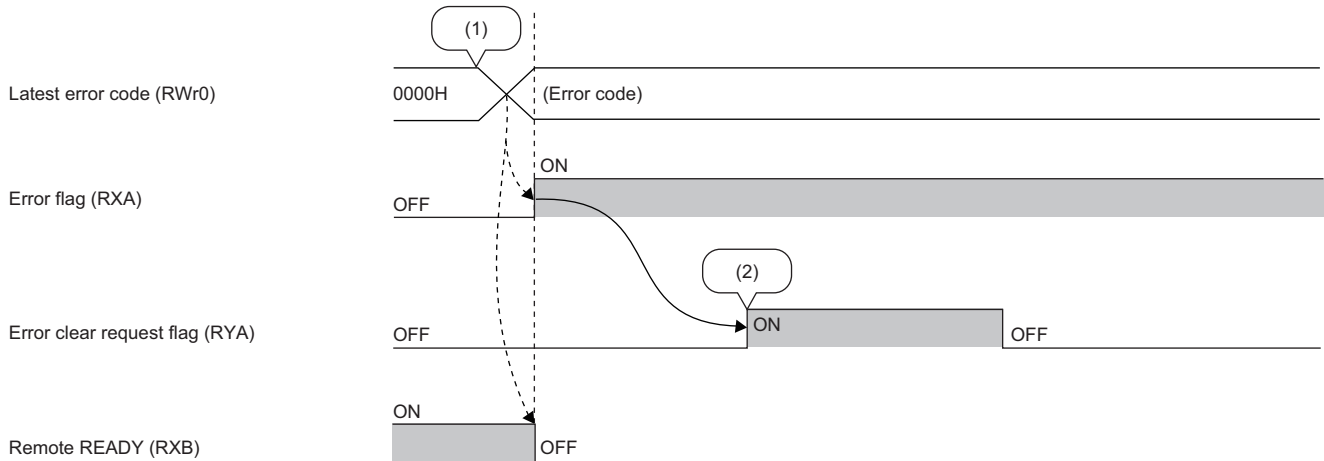 (1)
Latest error code (RWr0)
0000H
(Error code)
ON
Error flag (RXA)
OFF
(2)
ON
Error clear request flag (RYA)
OFF
OFF
ON
Remote READY (RXB)
OFF